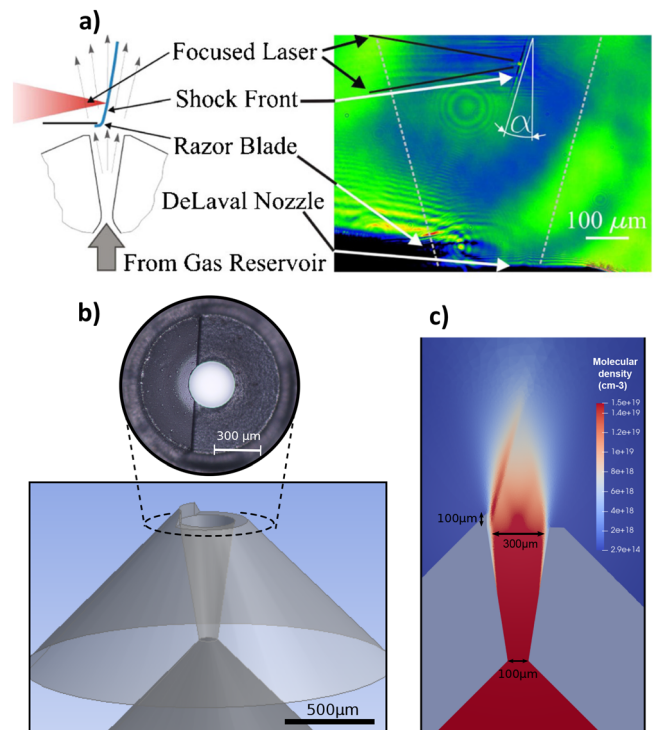 a)
Focused Laser
Shock Front
Razor Blade
DeLaval Nozzle
From Gas Reservoir
α
100 μm
b)
300 μm
500μm
c)
Molecular
density
(cm-3)
1.5e+19
1.4e+19
1.2e+19
1e+19
8e+18
6e+18
4e+18
2e+18
2.9e+14
100μm
300μm
100μm